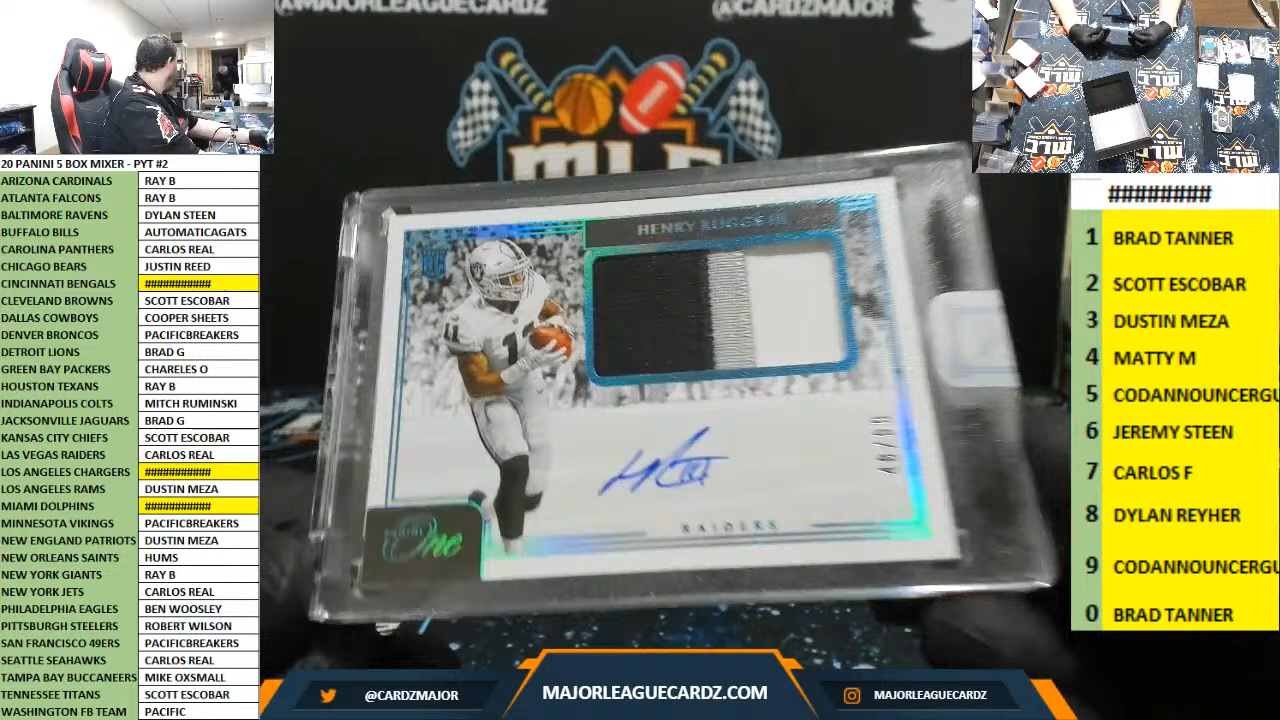 @MAJORLEAGUECARDZ
@CARDZMAJOR
MLC
20 PANINI 5 BOX MIXER - PYT #2
ARIZONA CARDINALS RAY B
ATLANTA FALCONS RAY B
BALTIMORE RAVENS DYLAN STEEN
BUFFALO BILLS AUTOMATICAGATS
CAROLINA PANTHERS CARLOS REAL
CHICAGO BEARS JUSTIN REED
CINCINNATI BENGALS ###########
CLEVELAND BROWNS SCOTT ESCOBAR
DALLAS COWBOYS COOPER SHEETS
DENVER BRONCOS PACIFICBREAKERS
DETROIT LIONS BRAD G
GREEN BAY PACKERS CHARELES O
HOUSTON TEXANS RAY B
INDIANAPOLIS COLTS MITCH RUMINSKI
JACKSONVILLE JAGUARS BRAD G
KANSAS CITY CHIEFS SCOTT ESCOBAR
LAS VEGAS RAIDERS CARLOS REAL
LOS ANGELES CHARGERS ###########
LOS ANGELES RAMS DUSTIN MEZA
MIAMI DOLPHINS ###########
MINNESOTA VIKINGS PACIFICBREAKERS
NEW ENGLAND PATRIOTS DUSTIN MEZA
NEW ORLEANS SAINTS HUMS
NEW YORK GIANTS RAY B
NEW YORK JETS CARLOS REAL
PHILADELPHIA EAGLES BEN WOOSLEY
PITTSBURGH STEELERS ROBERT WILSON
SAN FRANCISCO 49ERS PACIFICBREAKERS
SEATTLE SEAHAWKS CARLOS REAL
TAMPA BAY BUCCANEERS MIKE OXSMALL
TENNESSEE TITANS SCOTT ESCOBAR
WASHINGTON FB TEAM PACIFIC
HENRY RUGGS III
RAIDERS
PANINI
One
########
1 BRAD TANNER
2 SCOTT ESCOBAR
3 DUSTIN MEZA
4 MATTY M
5 CODANNOUNCERGU
6 JEREMY STEEN
7 CARLOS F
8 DYLAN REYHER
9 CODANNOUNCERGU
0 BRAD TANNER
@CARDZMAJOR
MAJORLEAGUECARDZ.COM
MAJORLEAGUECARDZ